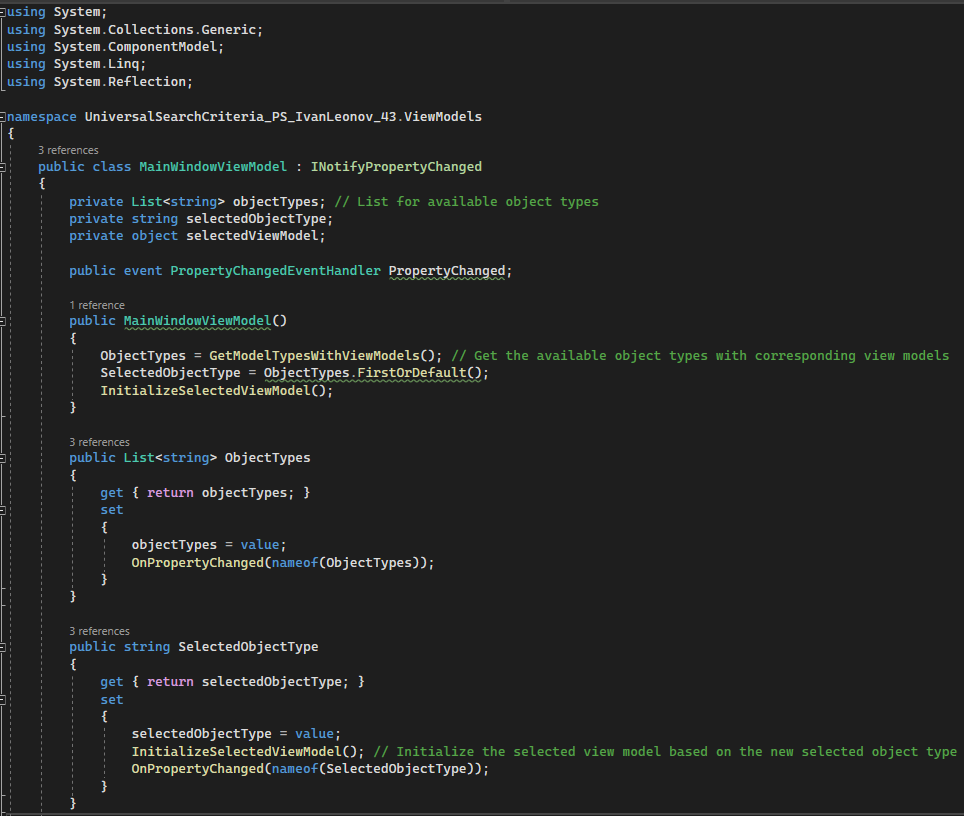 using System;
using System.Collections.Generic;
using System.ComponentModel;
using System.Linq;
using System.Reflection;
namespace UniversalSearchCriteria_PS_IvanLeonov_43.ViewModels
{
3 references
public class MainWindowViewModel : INotifyPropertyChanged
{
private List<string> objectTypes; // List for available object types
private string selectedObjectType;
private object selectedViewModel;
public event PropertyChangedEventHandler PropertyChanged;
1 reference
public MainWindowViewModel()
{
ObjectTypes = GetModelTypesWithViewModels(); // Get the available object types with corresponding view models
SelectedObjectType = ObjectTypes.FirstOrDefault();
InitializeSelectedViewModel();
}
3 references
public List<string> ObjectTypes
{
get { return objectTypes; }
set
{
objectTypes = value;
OnPropertyChanged(nameof(ObjectTypes));
}
}
3 references
public string SelectedObjectType
{
get { return selectedObjectType; }
set
{
selectedObjectType = value;
InitializeSelectedViewModel(); // Initialize the selected view model based on the new selected object type
OnPropertyChanged(nameof(SelectedObjectType));
}
}